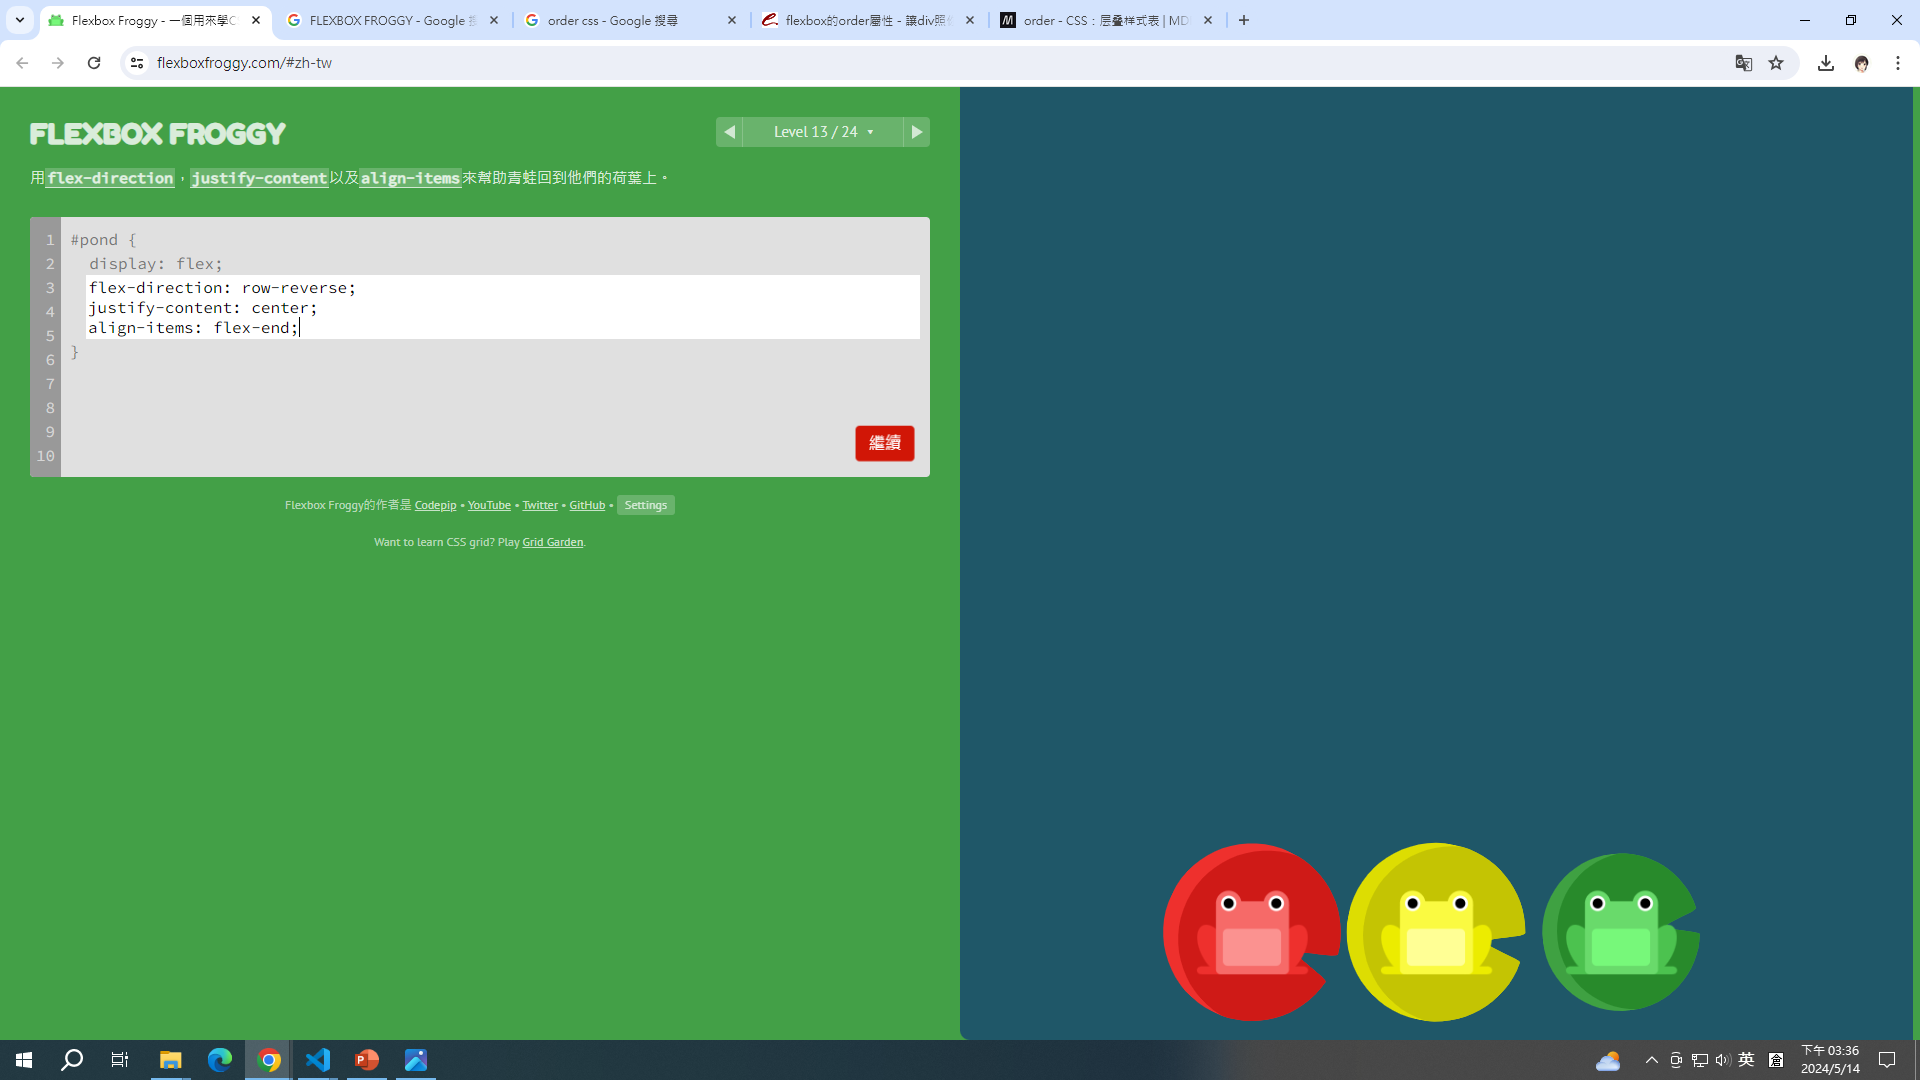 Flexbox Froggy - 一個用來學C
FLEXBOX FROGGY - Google 搜
order css - Google 搜尋
flexbox的order屬性 - 讓div照
order - CSS：层叠样式表 | MD
flexboxfroggy.com/#zh-tw
FLEXBOX FROGGY
Level 13 / 24
用flex-direction，justify-content以及align-items來幫助青蛙回到他們的荷葉上。
1 #pond {
2 display: flex;
3 flex-direction: row-reverse;
4 justify-content: center;
5 align-items: flex-end;
6 }
7
8
9
10
繼續
Flexbox Froggy的作者是 Codepip • YouTube • Twitter • GitHub • Settings
Want to learn CSS grid? Play Grid Garden.
英
倉
下午 03:36
2024/5/14